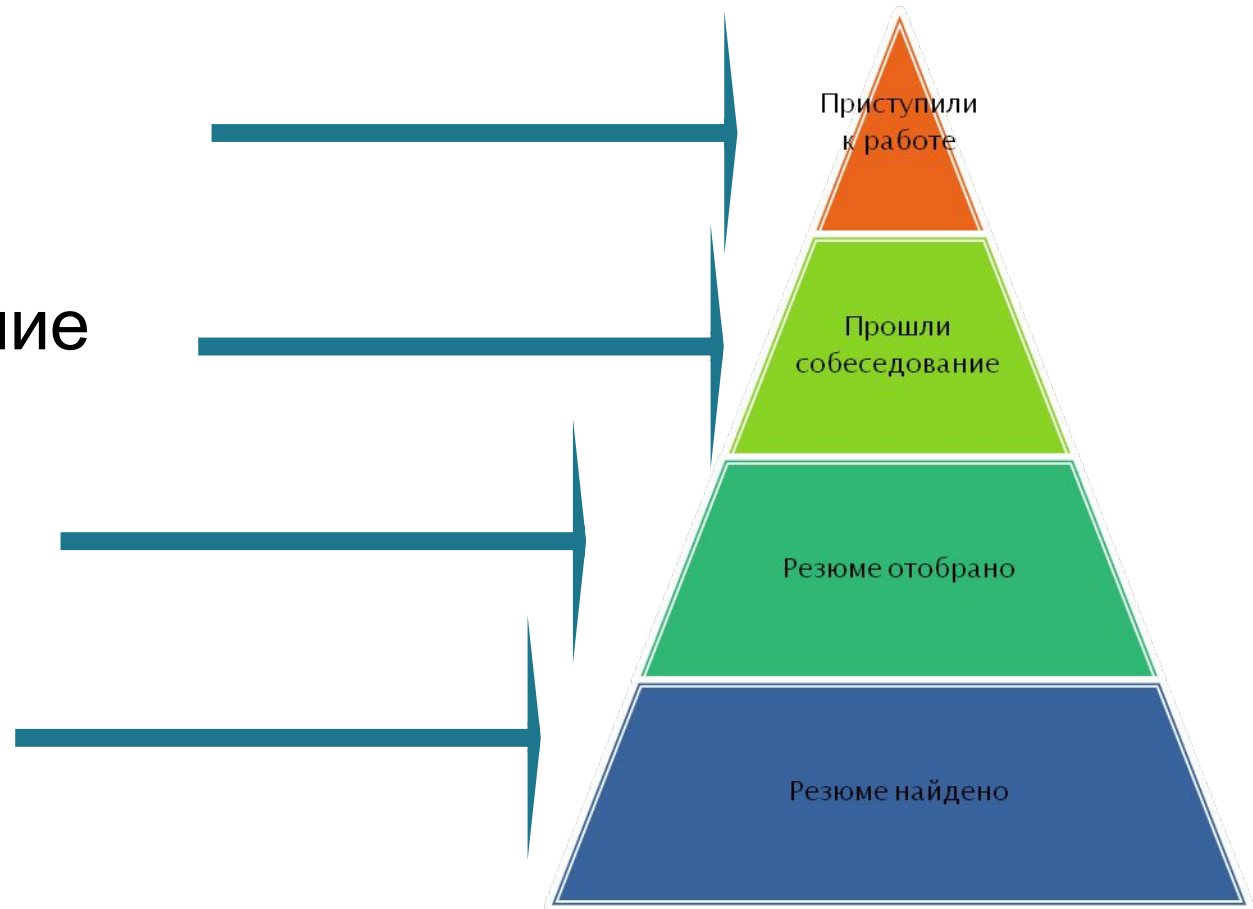 Приступили
к работе
ние
Прошли
собеседование
Резюме отобрано
Резюме найдено